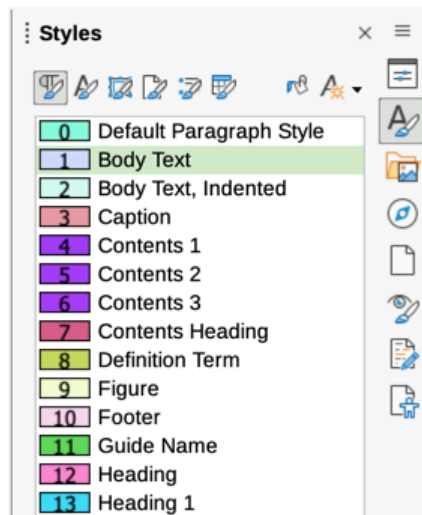 Styles
0 Default Paragraph Style
1 Body Text
2 Body Text, Indented
3 Caption
4 Contents 1
5 Contents 2
6 Contents 3
7 Contents Heading
8 Definition Term
9 Figure
10 Footer
11 Guide Name
12 Heading
13 Heading 1